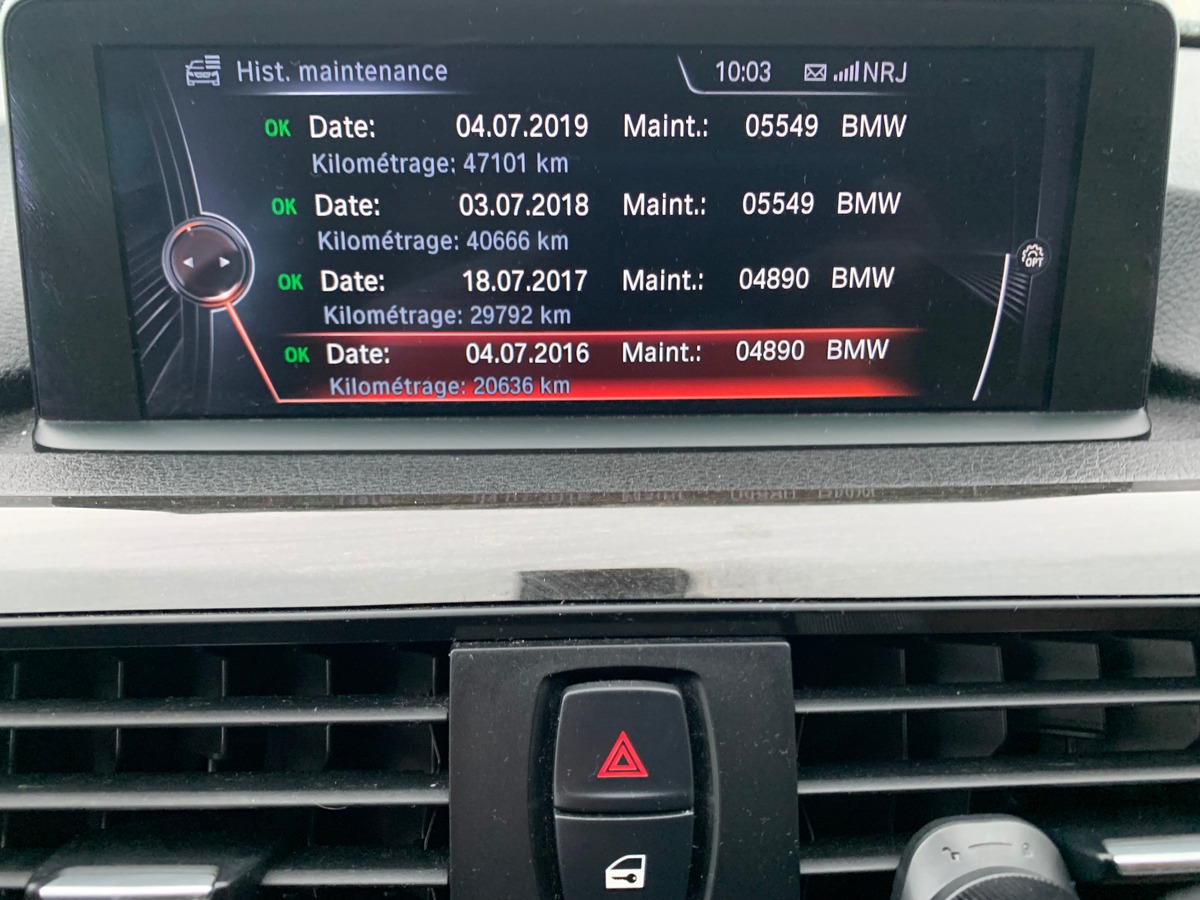 Hist. maintenance 10:03 NRJ
OK Date: 04.07.2019 Maint.: 05549 BMW
Kilométrage: 47101 km
OK Date: 03.07.2018 Maint.: 05549 BMW
Kilométrage: 40666 km
OPT
OK Date: 18.07.2017 Maint.: 04890 BMW
Kilométrage: 29792 km
OK Date: 04.07.2016 Maint.: 04890 BMW
Kilométrage: 20636 km